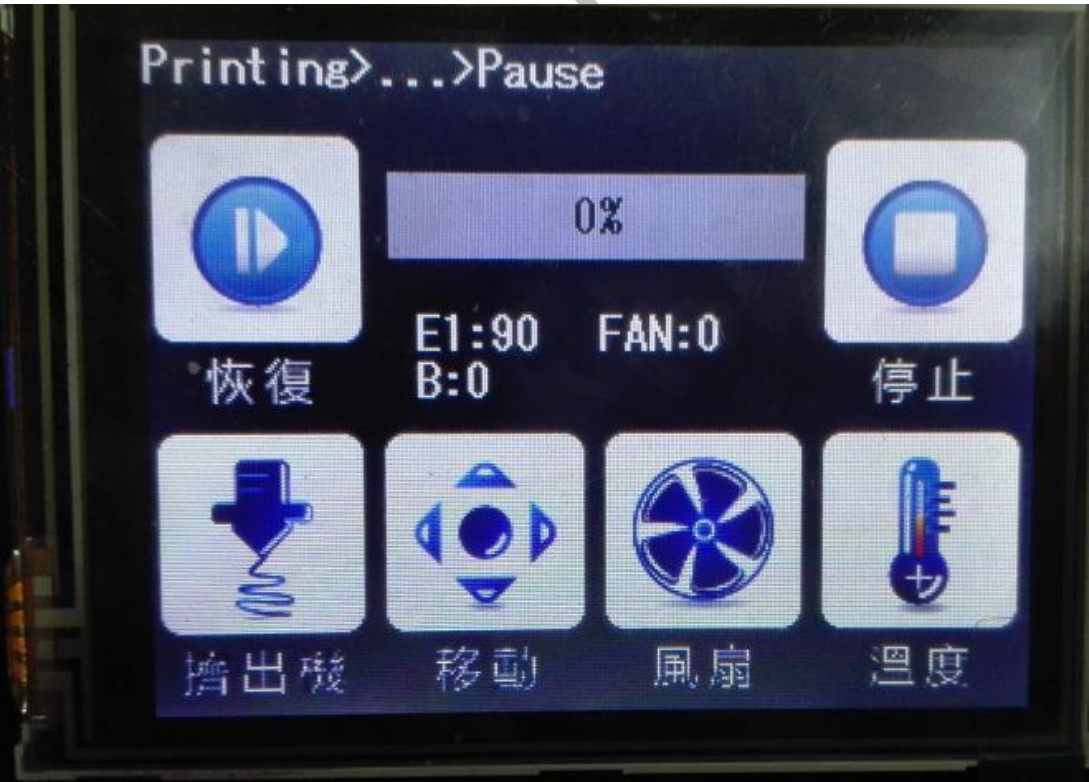 Printing>...>Pause
0%
E1:90 FAN:0
B:0
恢復
停止
擠出機
移動
風扇
溫度